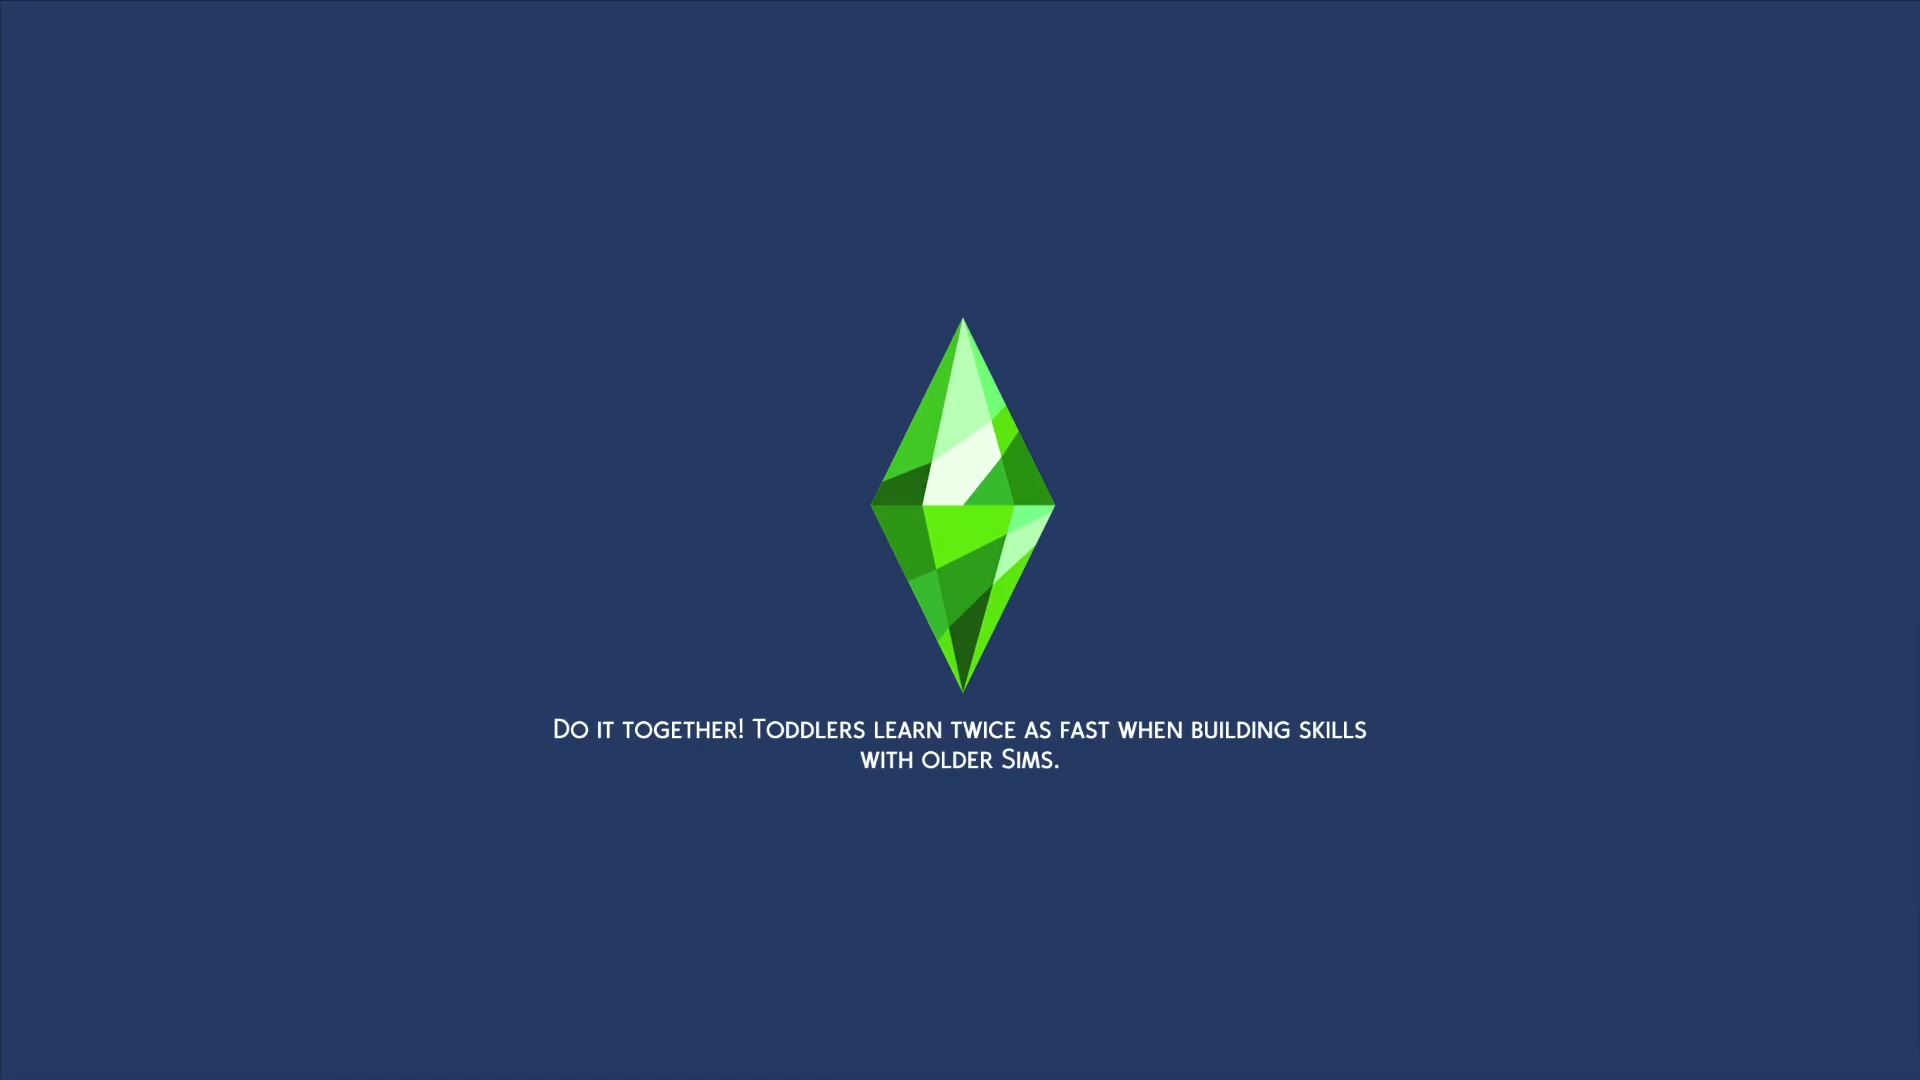 Do it together! Toddlers learn twice as fast when building skills
with older Sims.